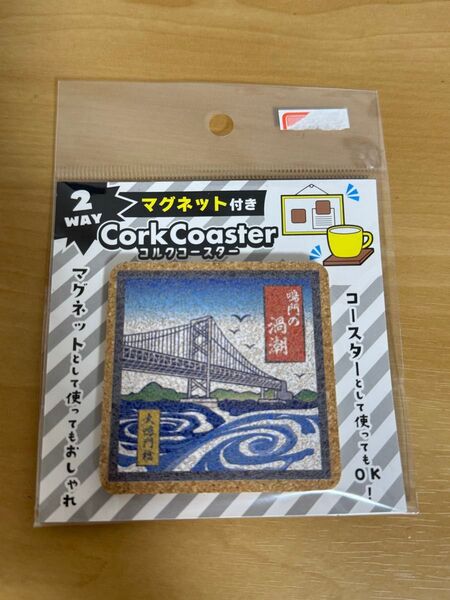 2
WAY
マグネット付き
CorkCoaster
コルクコースター
マグネットとして使ってもおしゃれ
コースターとして使ってもOK!
鳴門の
渦潮
大鳴門橋